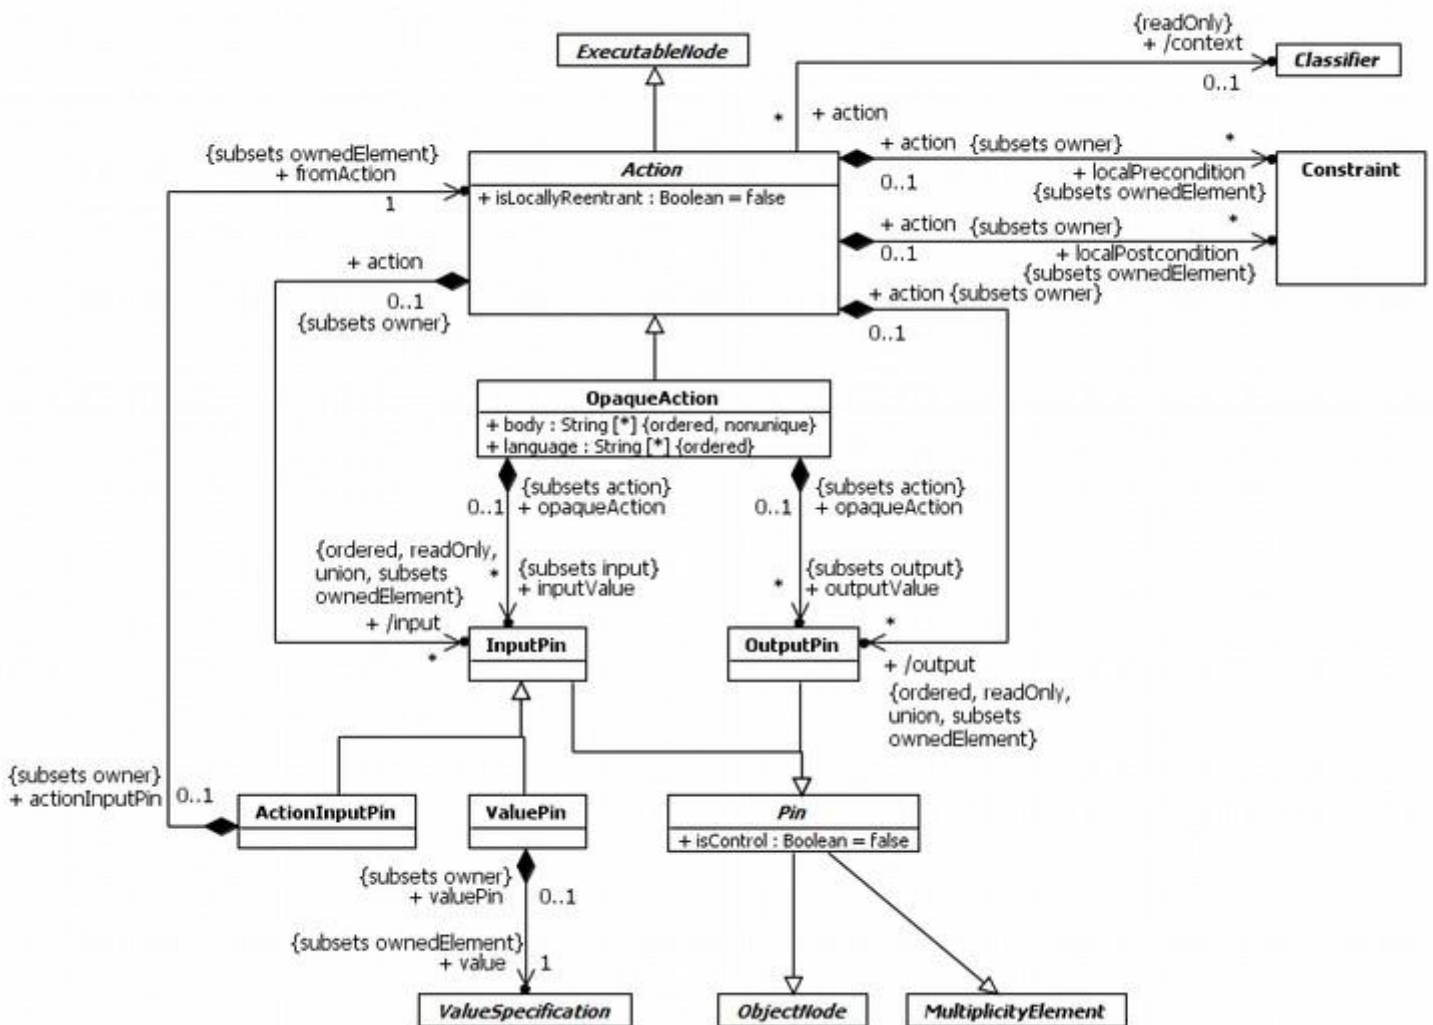 {readOnly}
+ /context
ExecutableNode
Classifier
0..1
*
+ action
{subsets ownedElement}
+ fromAction
1
Action
+ isLocallyReentrant : Boolean = false
+ action {subsets owner}
*
0..1
+ localPrecondition
{subsets ownedElement}
Constraint
+ action {subsets owner}
*
0..1
+ localPostcondition
{subsets ownedElement}
+ action
0..1
{subsets owner}
+ action {subsets owner}
0..1
OpaqueAction
+ body : String [*] {ordered, nonunique}
+ language : String [*] {ordered}
{subsets action}
0..1 + opaqueAction
{subsets action}
0..1 + opaqueAction
{ordered, readOnly,
union, subsets
ownedElement}
+ /input
*
*
{subsets input}
+ inputValue
*
{subsets output}
+ outputValue
*
+ /output
{ordered, readOnly,
union, subsets
ownedElement}
InputPin
OutputPin
{subsets owner}
+ actionInputPin
0..1
ActionInputPin
ValuePin
Pin
+ isControl : Boolean = false
{subsets owner}
+ valuePin
0..1
{subsets ownedElement}
+ value
1
ValueSpecification
ObjectNode
MultiplicityElement